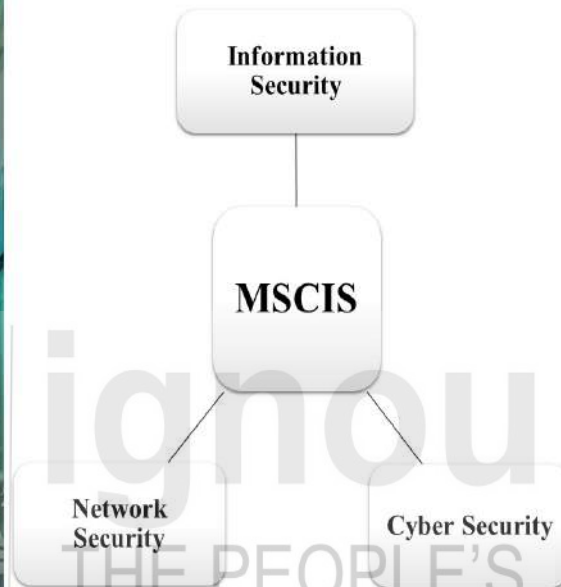 Information
Security
MSCIS
ignou
Network
Security
Cyber Security
THE PEOPLE'S